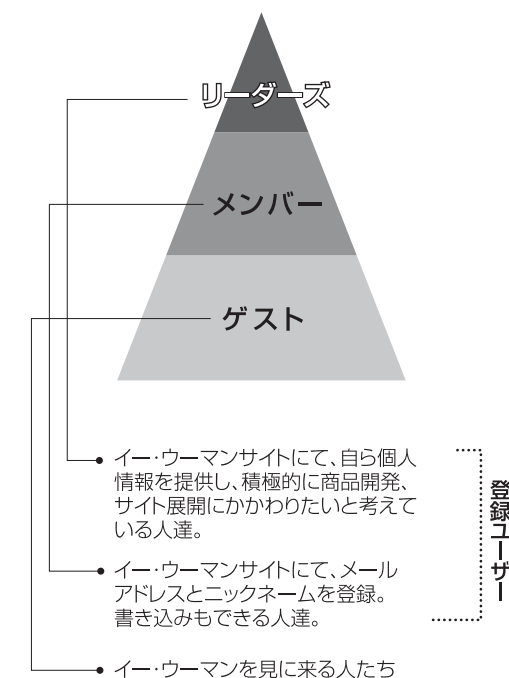 リーダーズ
メンバー
ゲスト
イー・ウーマンサイトにて、自ら個人
情報を提供し、積極的に商品開発、
サイト展開にかかわりたいと考えて
いる人達。
イー・ウーマンサイトにて、メール
アドレスとニックネームを登録。
書き込みもできる人達。
登録ユーザー
イー・ウーマンを見に来る人たち